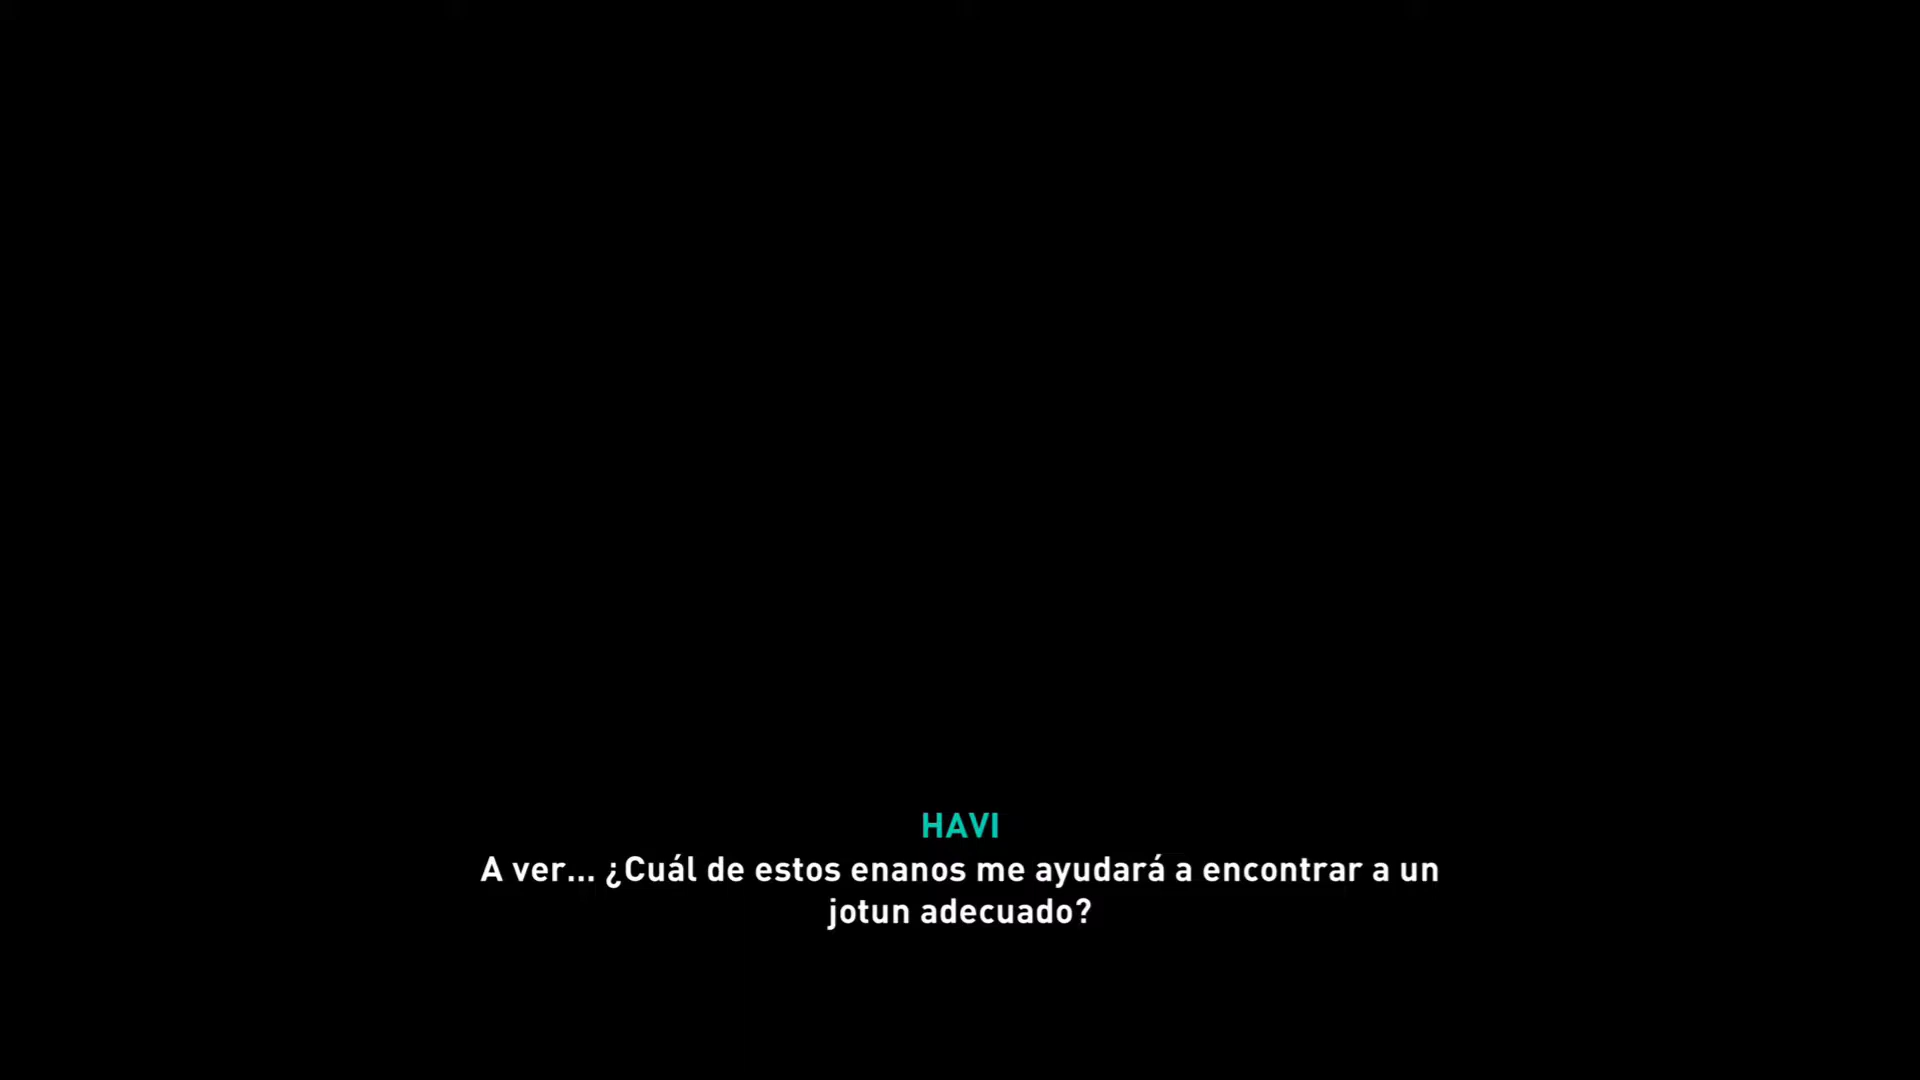 HAVI
A ver... ¿Cuál de estos enanos me ayudará a encontrar a un
jotun adecuado?